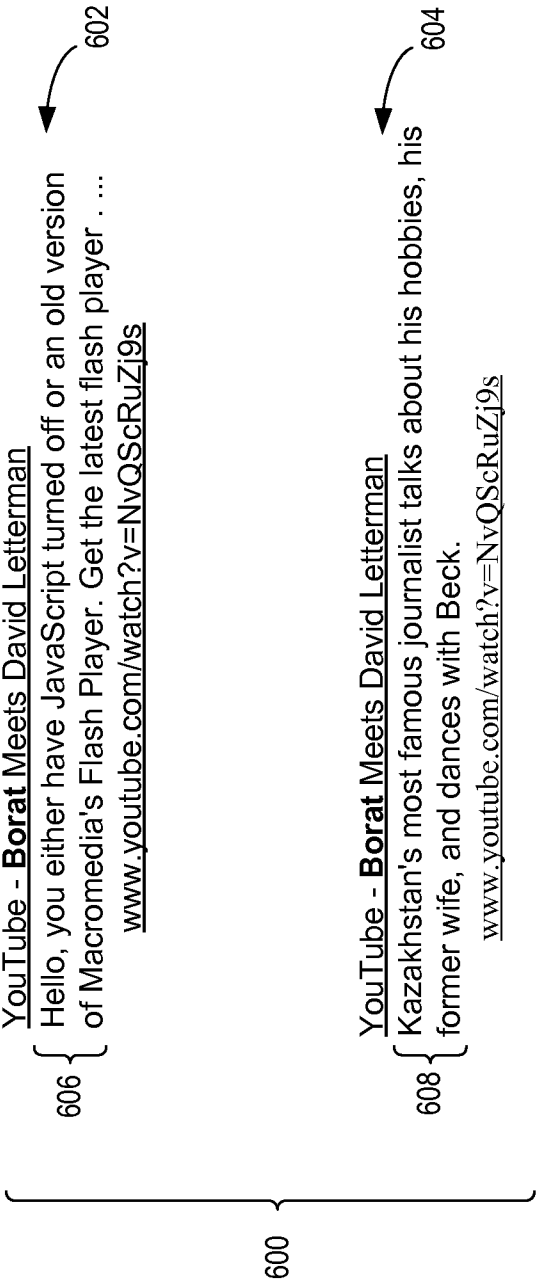 600
602
YouTube - Borat Meets David Letterman
606
Hello, you either have JavaScript turned off or an old version
of Macromedia's Flash Player. Get the latest flash player . ...
www.youtube.com/watch?v=NvQScRuZj9s
604
YouTube - Borat Meets David Letterman
608
Kazakhstan's most famous journalist talks about his hobbies, his
former wife, and dances with Beck.
www.youtube.com/watch?v=NvQScRuZj9s